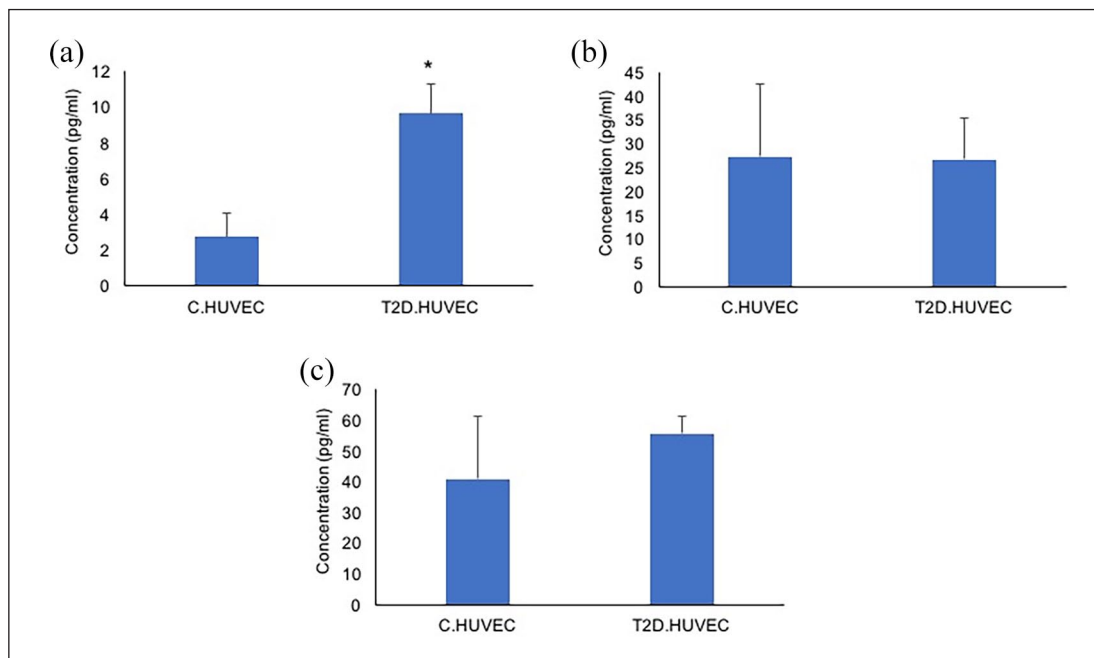 (a)
Concentration (pg/ml)
12
10
8
6
4
2
0
*
C.HUVEC T2D.HUVEC
(b)
Concentration (pg/ml)
45
40
35
30
25
20
15
10
5
0
C.HUVEC T2D.HUVEC
(c)
Concentration (pg/ml)
70
60
50
40
30
20
10
0
C.HUVEC T2D.HUVEC